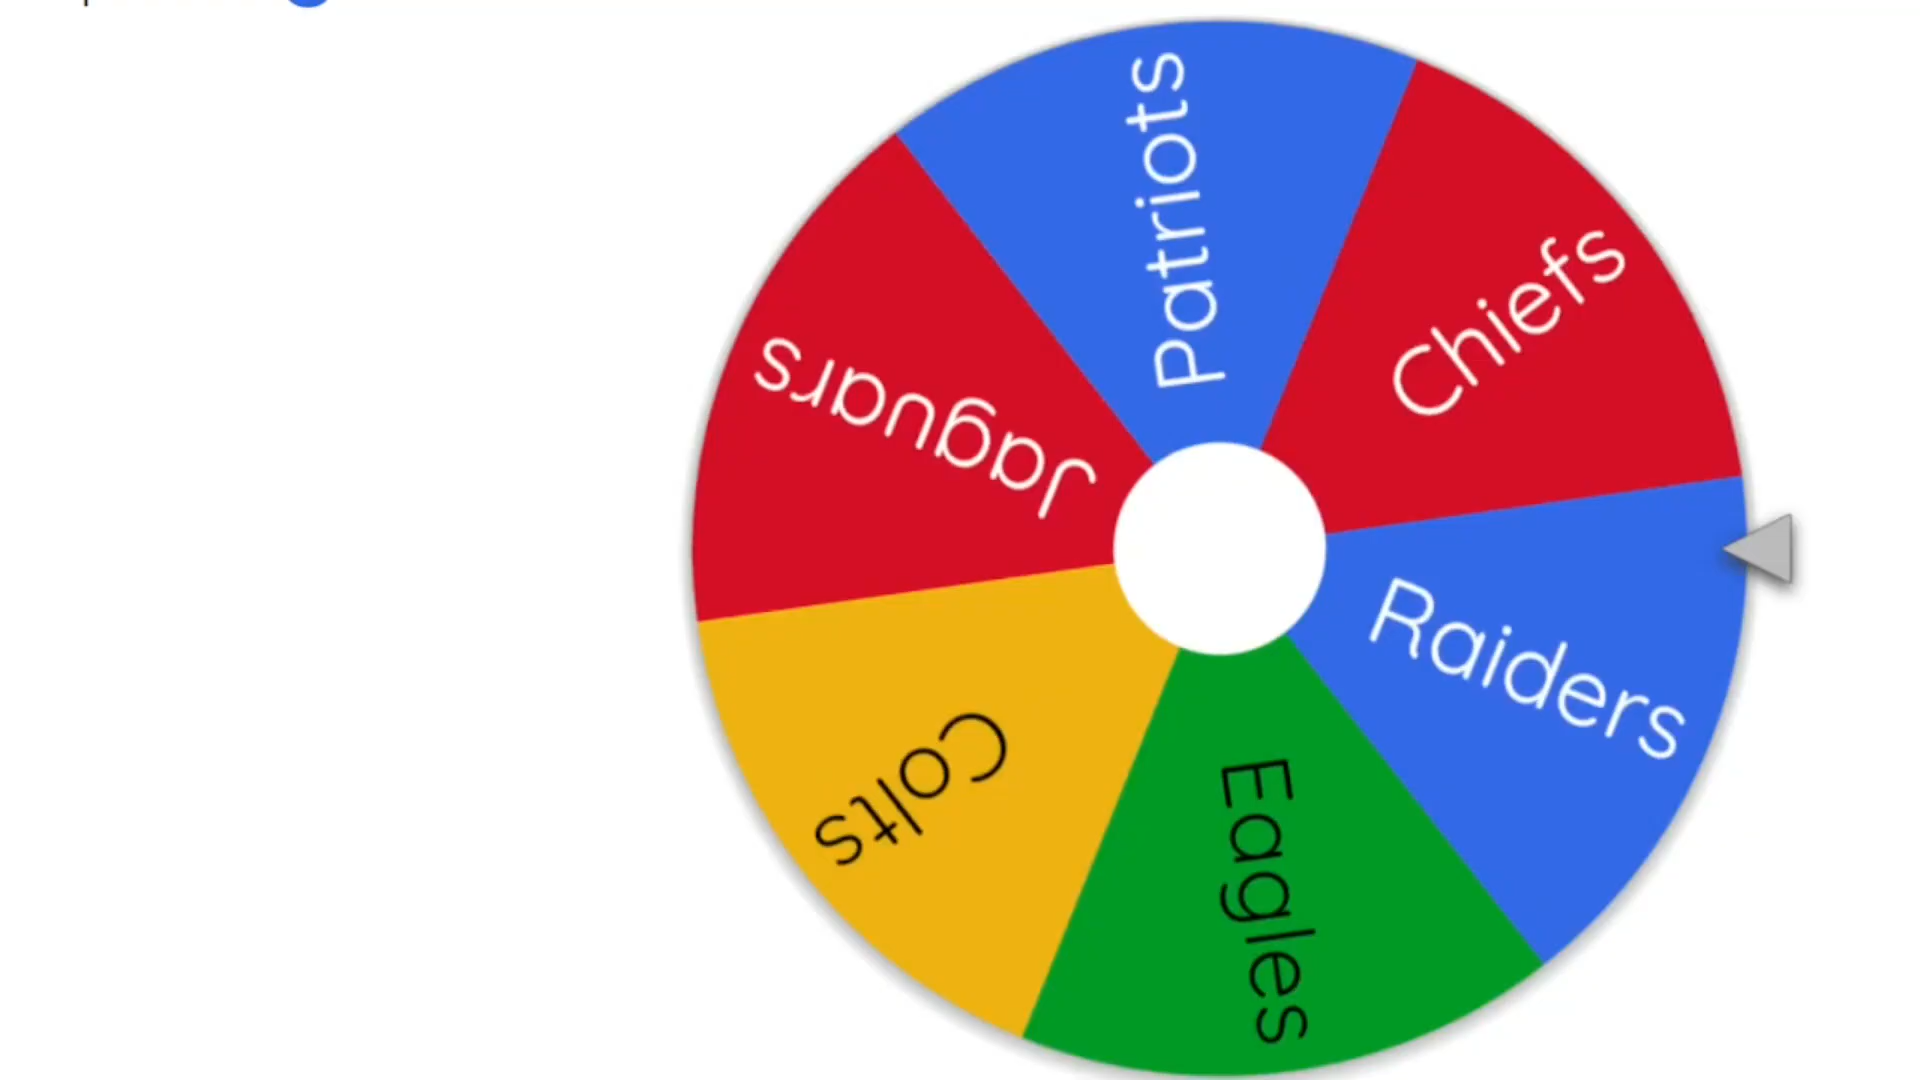 Patriots
Chiefs
Jaguars
Raiders
Colts
Eagles